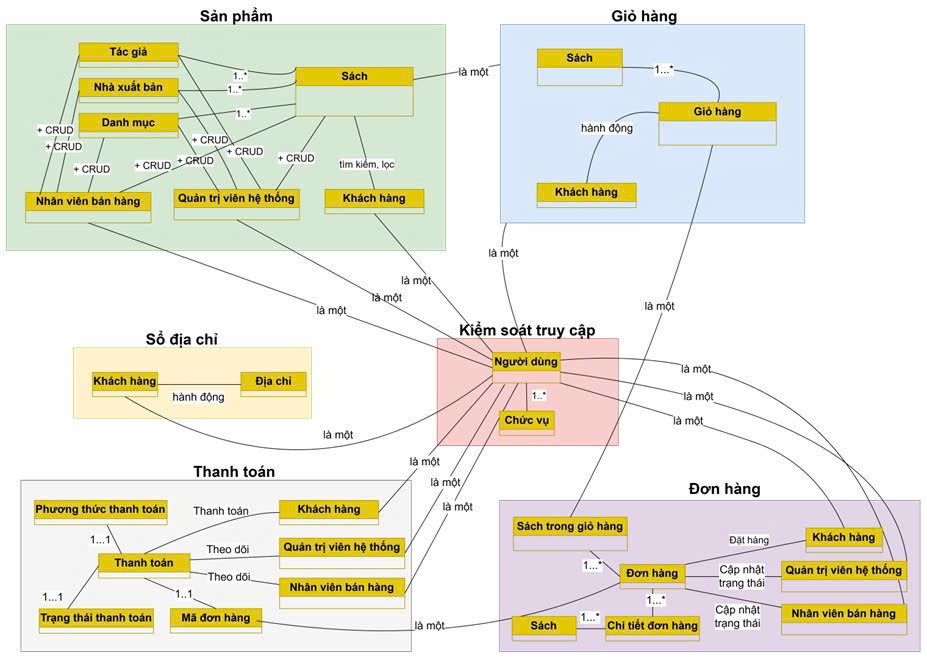 Sản phẩm
Tác giả
Nhà xuất bản
Danh mục
Sách
1..*
1..*
1..*
+ CRUD
+ CRUD
+ CRUD
+ CRUD
+ CRUD
+ CRUD
+ CRUD
+ CRUD
tìm kiếm, lọc
Nhân viên bán hàng
Quản trị viên hệ thống
Khách hàng
là một
Giỏ hàng
Sách
1...*
Giỏ hàng
hành động
Khách hàng
là một
là một
là một
là một
là một
Sổ địa chỉ
Khách hàng
hành động
Địa chỉ
là một
Kiểm soát truy cập
Người dùng
1..*
Chức vụ
là một
là một
là một
là một
là một
là một
Thanh toán
Phương thức thanh toán
1...1
Thanh toán
1...1
Trạng thái thanh toán
1..1
Mã đơn hàng
Thanh toán
Theo dõi
Theo dõi
Khách hàng
Quản trị viên hệ thống
Nhân viên bán hàng
là một
Đơn hàng
Sách trong giỏ hàng
1...*
Đơn hàng
1...*
Sách
1...*
Chi tiết đơn hàng
Đặt hàng
Cập nhật
trạng thái
Cập nhật
trạng thái
Khách hàng
Quản trị viên hệ thống
Nhân viên bán hàng